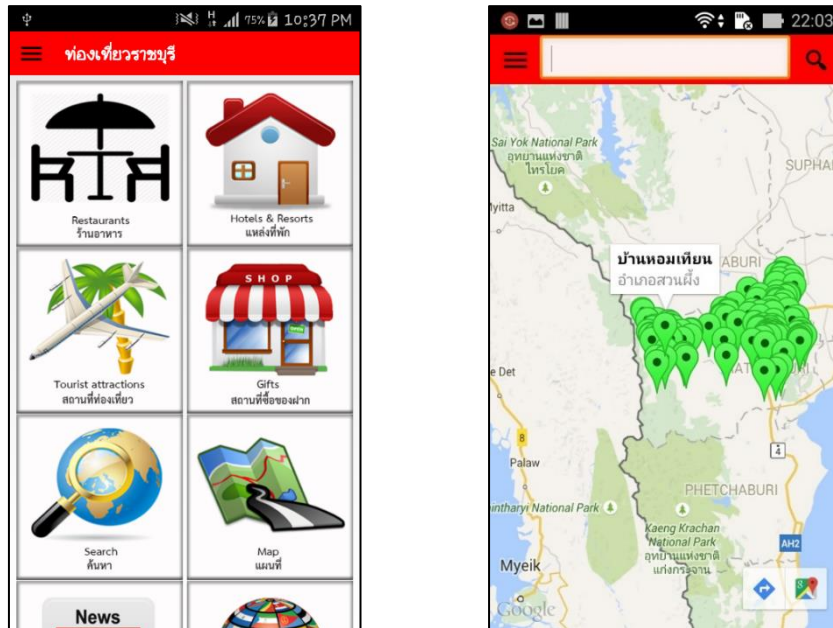 75% 10:37 PM
ท่องเที่ยวราชบุรี
Restaurants
ร้านอาหาร
Hotels & Resorts
แหล่งที่พัก
SHOP
OPEN
Tourist attractions
สถานที่ท่องเที่ยว
Gifts
สถานที่ซื้อของฝาก
Search
ค้นหา
Map
แผนที่
News
22:03
Sai Yok National Park
อุทยานแห่งชาติ
ไทรโยค
SUPHA
Myitta
บ้านหอมเทียน
อำเภอสวนผึ้ง
ABURI
e Det
8
Palaw
4
PHETCHABURI
intharyi National Park
Kaeng Krachan
National Park
อุทยานแห่งชาติ
แก่งกระจาน
AH2
Myeik
Google